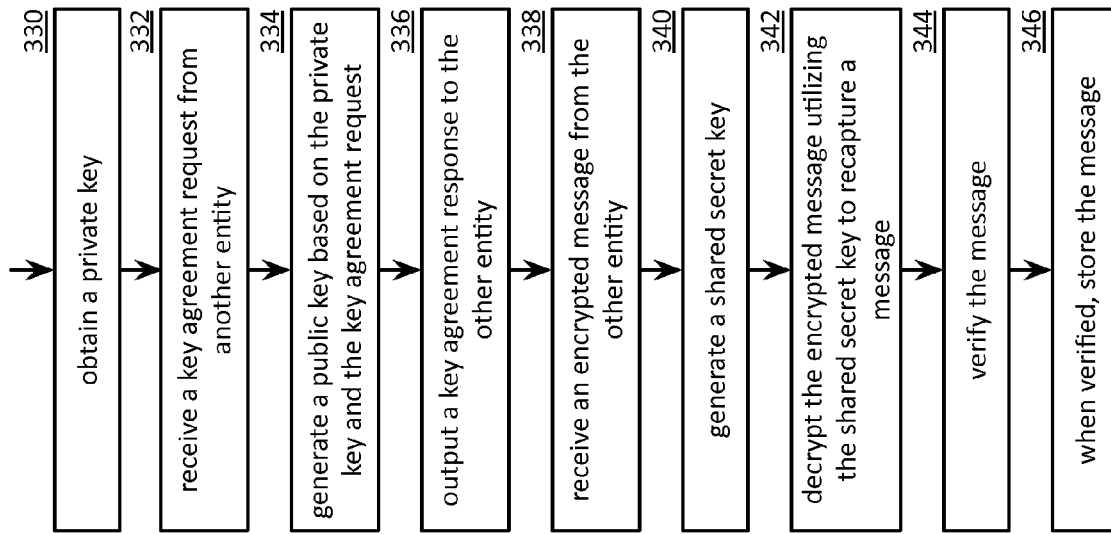 330
obtain a private key
332
receive a key agreement request from
another entity
334
generate a public key based on the private
key and the key agreement request
336
output a key agreement response to the
other entity
338
receive an encrypted message from the
other entity
340
generate a shared secret key
342
decrypt the encrypted message utilizing
the shared secret key to recapture a
message
344
verify the message
346
when verified, store the message